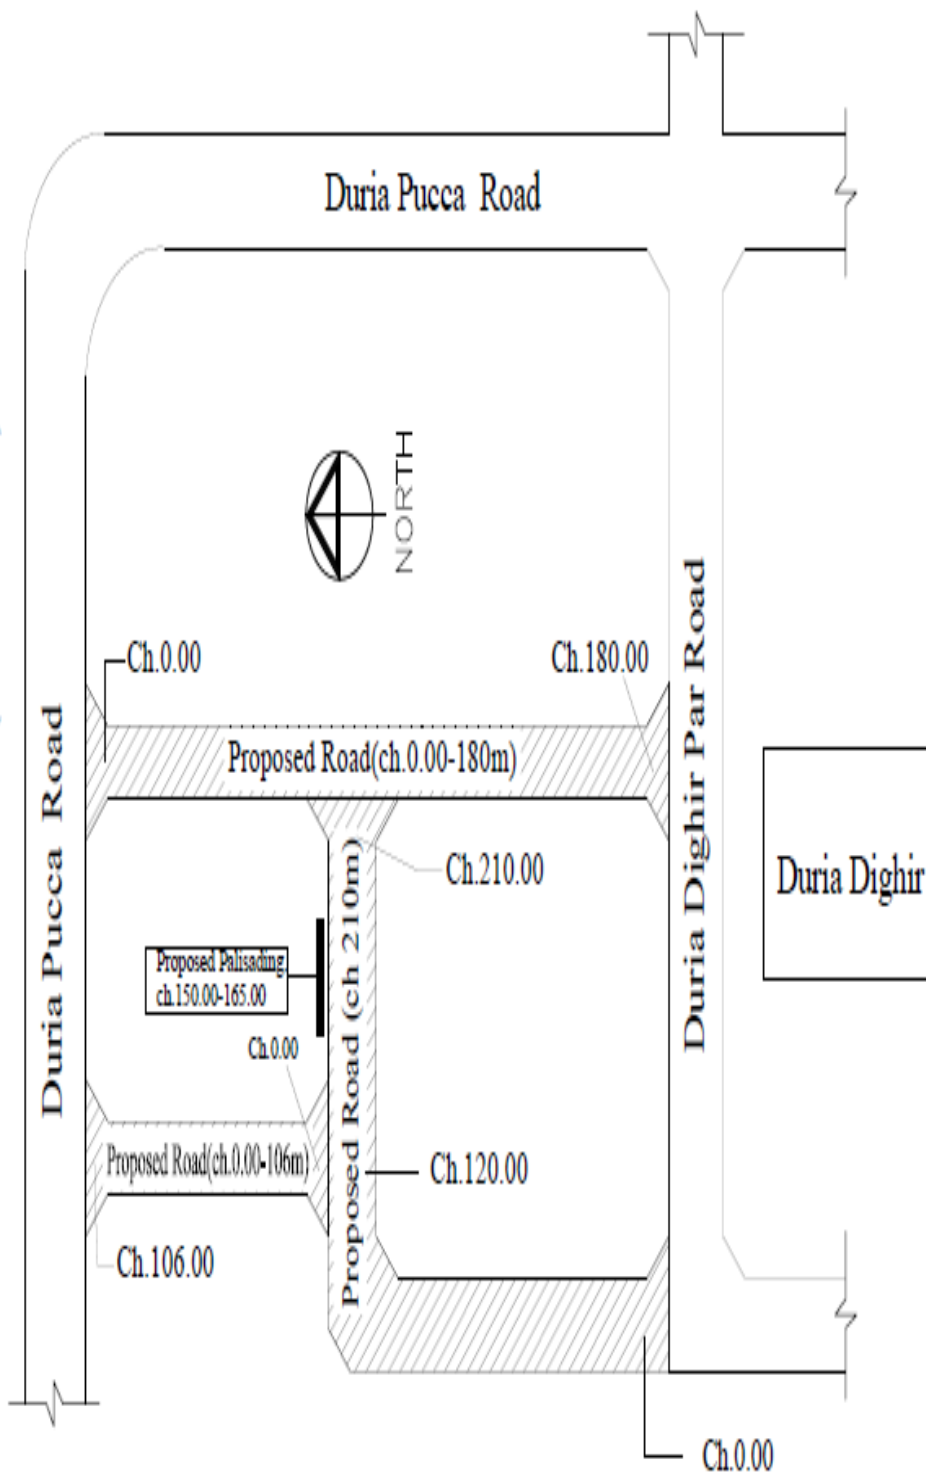 Duria Pucca Road
NORTH
Ch.0.00
Ch.180.00
Duria Pucca Road
Proposed Road(ch.0.00-180m)
Duria Dighir Par Road
Duria Dighir
Ch.210.00
Proposed Road (ch 210m)
Proposed Palisading
ch.150.00-165.00
Ch.0.00
Proposed Road(ch.0.00-106m)
Ch.120.00
Ch.106.00
Ch.0.00